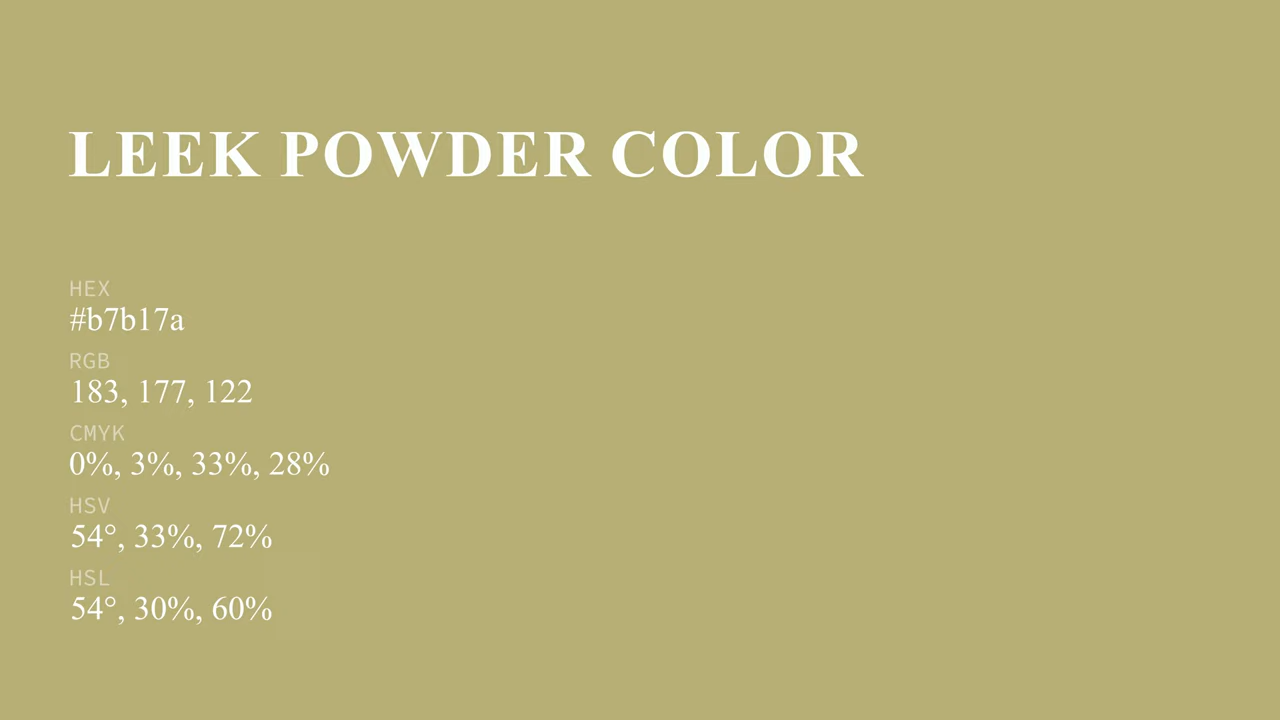 LEEK POWDER COLOR
HEX
#b7b17a
RGB
183, 177, 122
CMYK
0%, 3%, 33%, 28%
HSV
54°, 33%, 72%
HSL
54°, 30%, 60%